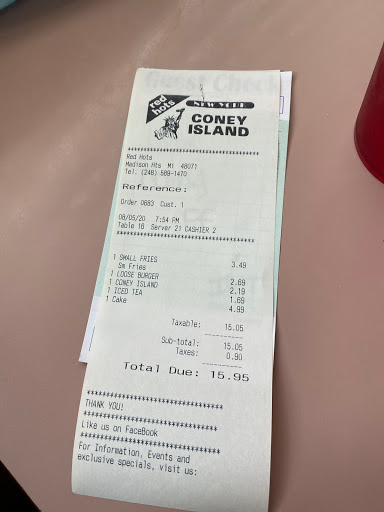 Guest Check
red hots
NEW YORK
CONEY
ISLAND
************************************
Red Hots
Madison Hts MI 48071
Tel. (248) 589-1470
Reference:
Order 0683 Cust. 1
08/05/20 7:54 PM
Table 16 Server 21 CASHIER 2
************************************
1 SMALL FRIES 3.49
Sm Fries
1 LOOSE BURGER 2.69
1 CONEY ISLAND 2.19
1 ICED TEA 1.69
1 Cake 4.99
Taxable: 15.05
Sub-total: 15.05
Taxes: 0.90
Total Due: 15.95
************************************
THANK YOU!
************************************
Like us on FaceBook
************************************
For Information, Events and
exclusive specials, visit us: